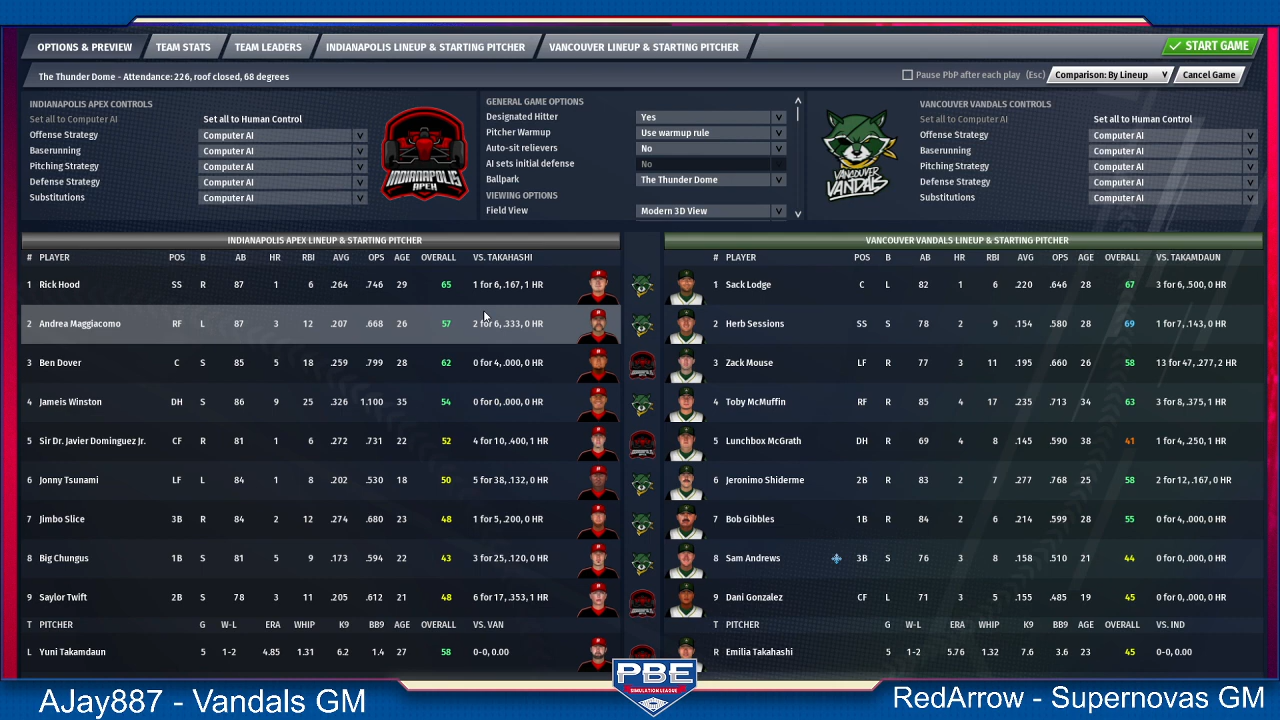 OPTIONS & PREVIEW TEAM STATS TEAM LEADERS INDIANAPOLIS LINEUP & STARTING PITCHER VANCOUVER LINEUP & STARTING PITCHER START GAME
The Thunder Dome - Attendance: 226, roof closed, 68 degrees Pause PbP after each play (Esc) Comparison: By Lineup Cancel Game
INDIANAPOLIS APEX CONTROLS
Set all to Computer AI Set all to Human Control
Offense Strategy Computer AI
Baserunning Computer AI
Pitching Strategy Computer AI
Defense Strategy Computer AI
Substitutions Computer AI
INDIANAPOLIS
APEX
GENERAL GAME OPTIONS
Designated Hitter Yes
Pitcher Warmup Use warmup rule
Auto-sit relievers No
AI sets initial defense No
Ballpark The Thunder Dome
VIEWING OPTIONS
Field View Modern 3D View
VANCOUVER
VANDALS
VANCOUVER VANDALS CONTROLS
Set all to Computer AI Set all to Human Control
Offense Strategy Computer AI
Baserunning Computer AI
Pitching Strategy Computer AI
Defense Strategy Computer AI
Substitutions Computer AI
INDIANAPOLIS APEX LINEUP & STARTING PITCHER
# PLAYER POS B AB HR RBI AVG OPS AGE OVERALL VS. TAKAHASHI
1 Rick Hood SS R 87 1 6 .264 .746 29 65 1 for 6, .167, 1 HR
2 Andrea Maggiacomo RF L 87 3 12 .207 .668 26 57 2 for 6, .333, 0 HR
3 Ben Dover C S 85 5 18 .259 .799 28 62 0 for 4, .000, 0 HR
4 Jameis Winston DH S 86 9 25 .326 1.100 35 54 0 for 0, .000, 0 HR
5 Sir Dr. Javier Dominguez Jr. CF R 81 1 6 .272 .731 22 52 4 for 10, .400, 1 HR
6 Jonny Tsunami LF L 84 1 8 .202 .530 18 50 5 for 38, .132, 0 HR
7 Jimbo Slice 3B R 84 2 12 .274 .680 23 48 1 for 5, .200, 0 HR
8 Big Chungus 1B S 81 5 9 .173 .594 22 43 3 for 25, .120, 0 HR
9 Saylor Twift 2B S 78 3 11 .205 .612 21 48 6 for 17, .353, 1 HR
T PITCHER G W-L ERA WHIP K9 BB9 AGE OVERALL VS. VAN
L Yuni Takamdaun 5 1-2 4.85 1.31 6.2 1.4 27 58 0-0, 0.00
VANCOUVER VANDALS LINEUP & STARTING PITCHER
# PLAYER POS B AB HR RBI AVG OPS AGE OVERALL VS. TAKAMDAUN
1 Sack Lodge C L 82 1 6 .220 .646 28 67 3 for 6, .500, 0 HR
2 Herb Sessions SS S 78 2 9 .154 .580 28 69 1 for 7, .143, 0 HR
3 Zack Mouse LF R 77 3 11 .195 .660 26 58 13 for 47, .277, 2 HR
4 Toby McMuffin RF R 85 4 17 .235 .713 34 63 3 for 8, .375, 1 HR
5 Lunchbox McGrath DH R 69 4 8 .145 .590 38 41 1 for 4, .250, 1 HR
6 Jeronimo Shiderme 2B R 83 2 7 .277 .768 25 58 2 for 12, .167, 0 HR
7 Bob Gibbles 1B R 84 2 6 .214 .599 28 55 0 for 4, .000, 0 HR
8 Sam Andrews 3B S 76 3 8 .158 .510 21 44 0 for 0, .000, 0 HR
9 Dani Gonzalez CF L 71 3 5 .155 .485 19 45 0 for 0, .000, 0 HR
T PITCHER G W-L ERA WHIP K9 BB9 AGE OVERALL VS. IND
R Emilia Takahashi 5 1-2 5.76 1.32 7.6 3.6 23 45 0-0, 0.00
PBE
SIMULATION LEAGUE
AJay887 - Vandals GM
RedArrow - Supernovas GM